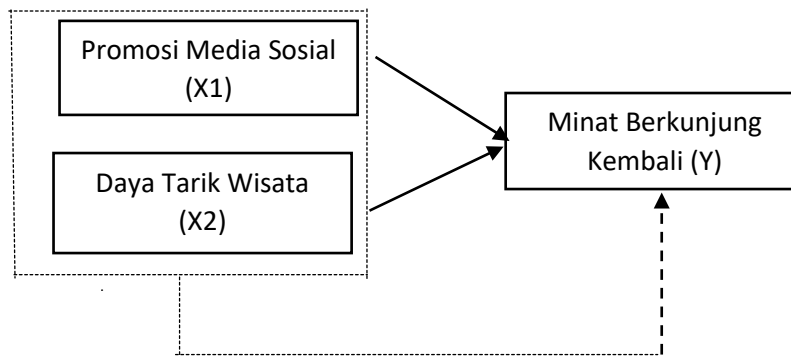 Promosi Media Sosial
(X1)
Daya Tarik Wisata
(X2)
Minat Berkunjung
Kembali (Y)